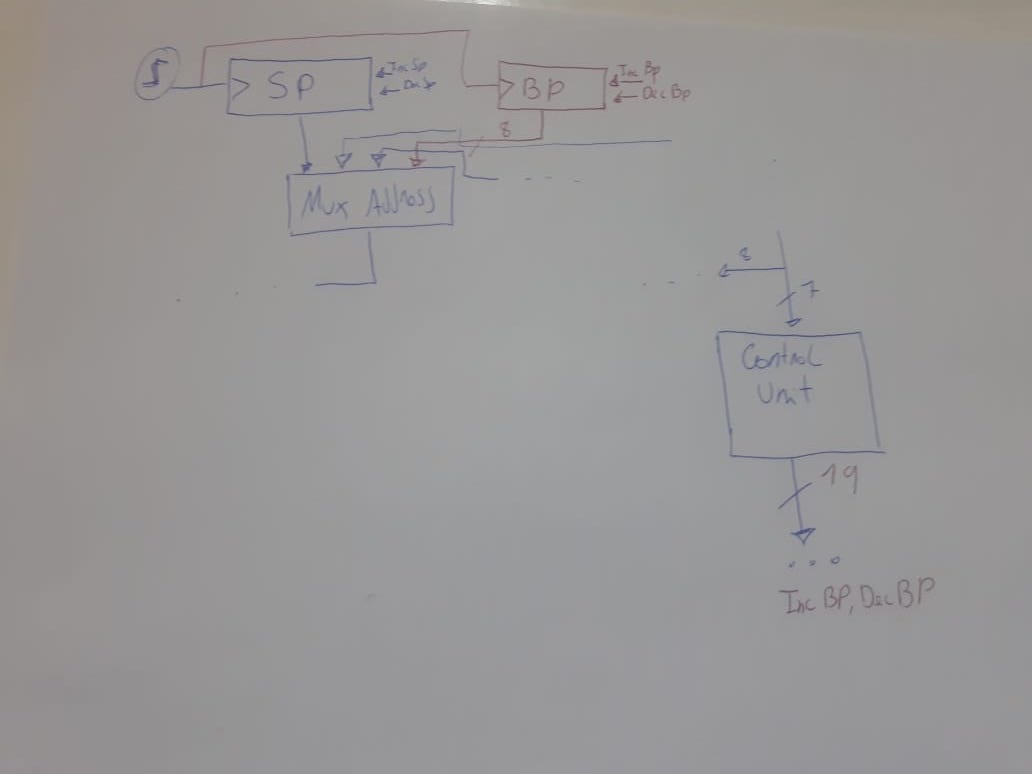 SP
Inc Sp
Dec Sp
BP
Inc Bp
Dec Bp
8
Mux Address
8
7
Control
Unit
19
Inc BP, Dec BP